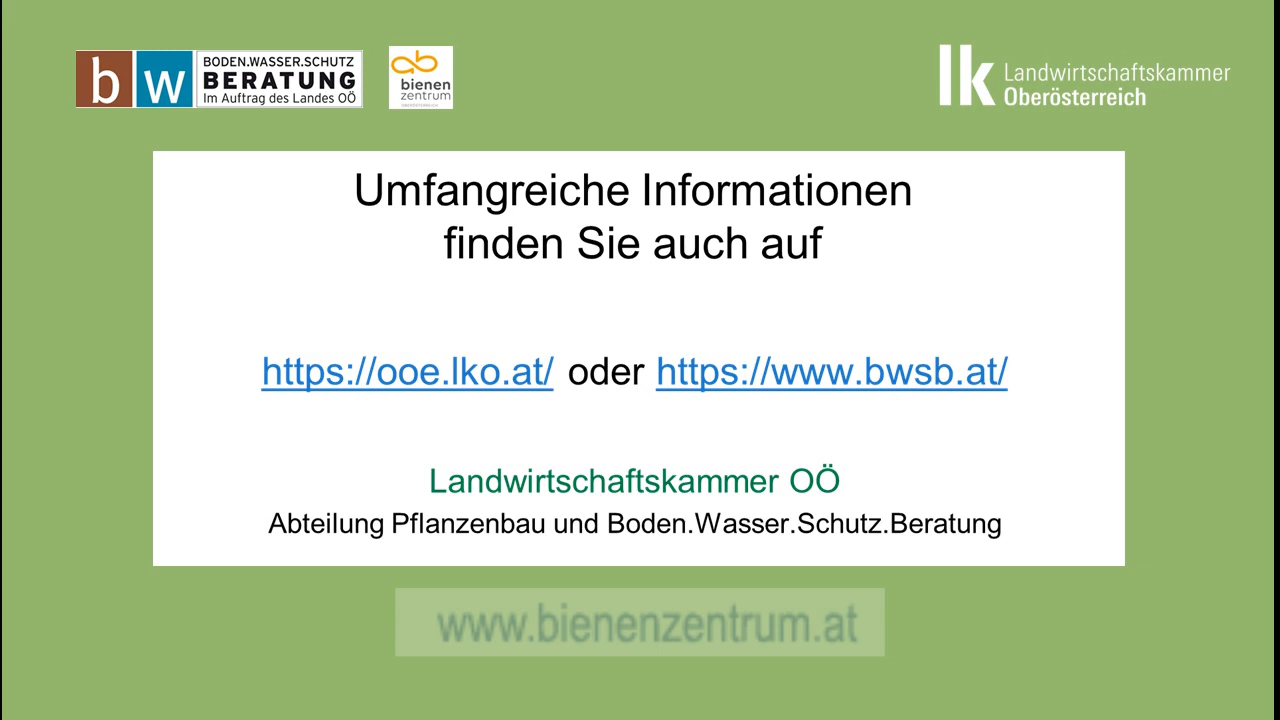 b w
BODEN.WASSER.SCHUTZ
BERATUNG
Im Auftrag des Landes OÖ
bienen
zentrum
OBERÖSTERREICH
lk
Landwirtschaftskammer
Oberösterreich
Umfangreiche Informationen
finden Sie auch auf
https://ooe.lko.at/ oder https://www.bwsb.at/
Landwirtschaftskammer OÖ
Abteilung Pflanzenbau und Boden.Wasser.Schutz.Beratung
www.bienenzentrum.at